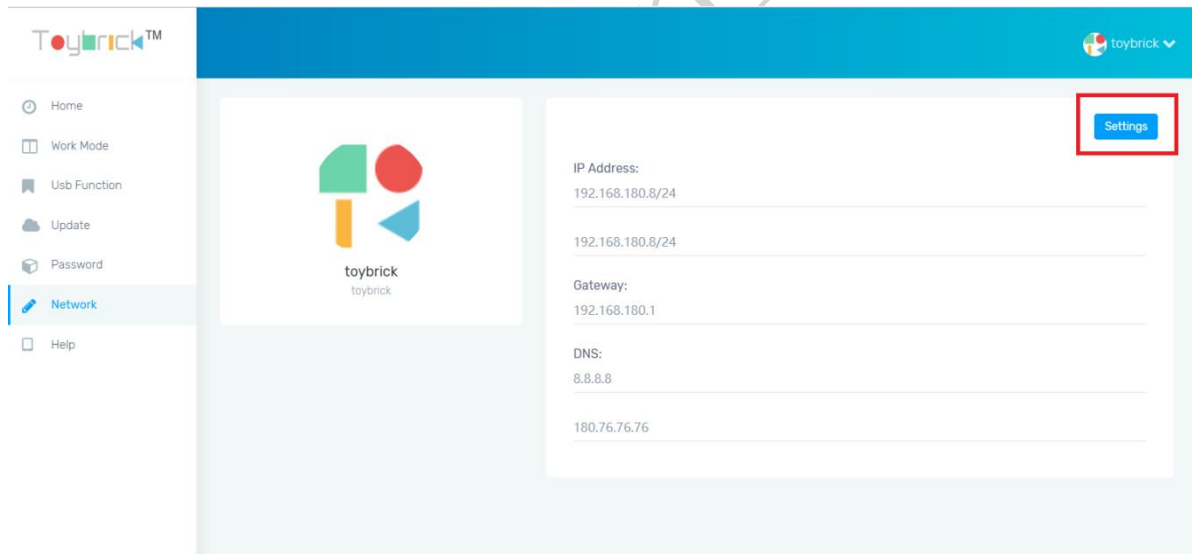 Toybrick™
toybrick
Home
Work Mode
Usb Function
Update
Password
Network
Help
toybrick
toybrick
Settings
IP Address:
192.168.180.8/24
192.168.180.8/24
Gateway:
192.168.180.1
DNS:
8.8.8.8
180.76.76.76